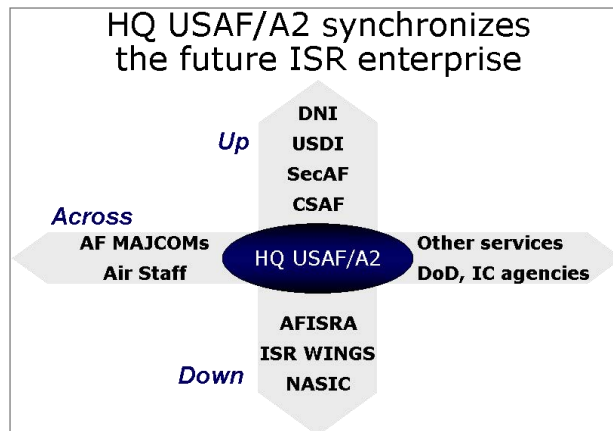 HQ USAF/A2 synchronizes
the future ISR enterprise
DNI
Up
USDI
SecAF
CSAF
Across
AF MAJCOMs
Air Staff
HQ USAF/A2
Other services
DoD, IC agencies
AFISRA
ISR WINGS
Down
NASIC